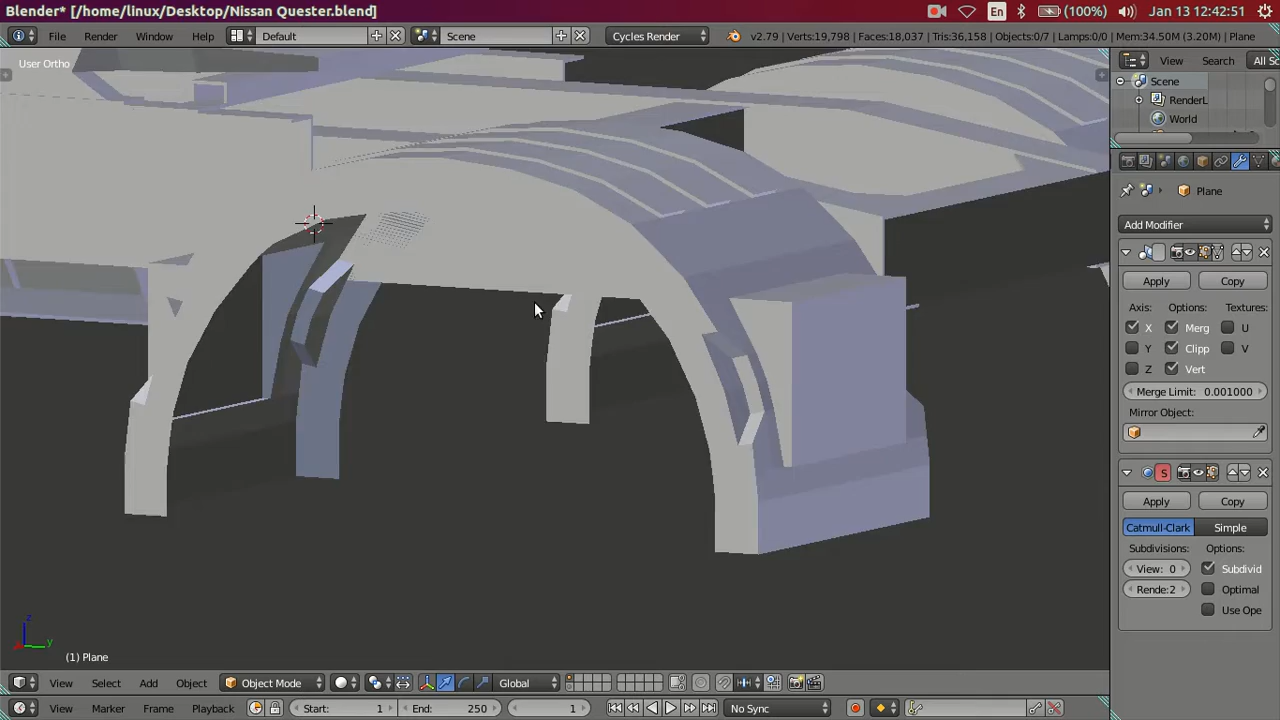 Blender* [/home/linux/Desktop/Nissan Quester.blend]
En (100%) Jan 13 12:42:51
File Render Window Help Default Scene Cycles Render v2.79 | Verts:19,798 | Faces:18,037 | Tris:36,158 | Objects:0/7 | Lamps:0/0 | Mem:34.50M (3.20M) | Plane
User Ortho
View Search All Sc
Scene
RenderL
World
Plane
Add Modifier
Apply Copy
Axis: Options: Textures:
X Merg U
Y Clipp V
Z Vert
Merge Limit: 0.001000
Mirror Object:
S
Apply Copy
Catmull-Clark Simple
Subdivisions: Options:
View: 0 Subdivid
Rende:2 Optimal
Use Ope
z
y
(1) Plane
View Select Add Object Object Mode Global
View Marker Frame Playback Start: 1 End: 250 1 No Sync